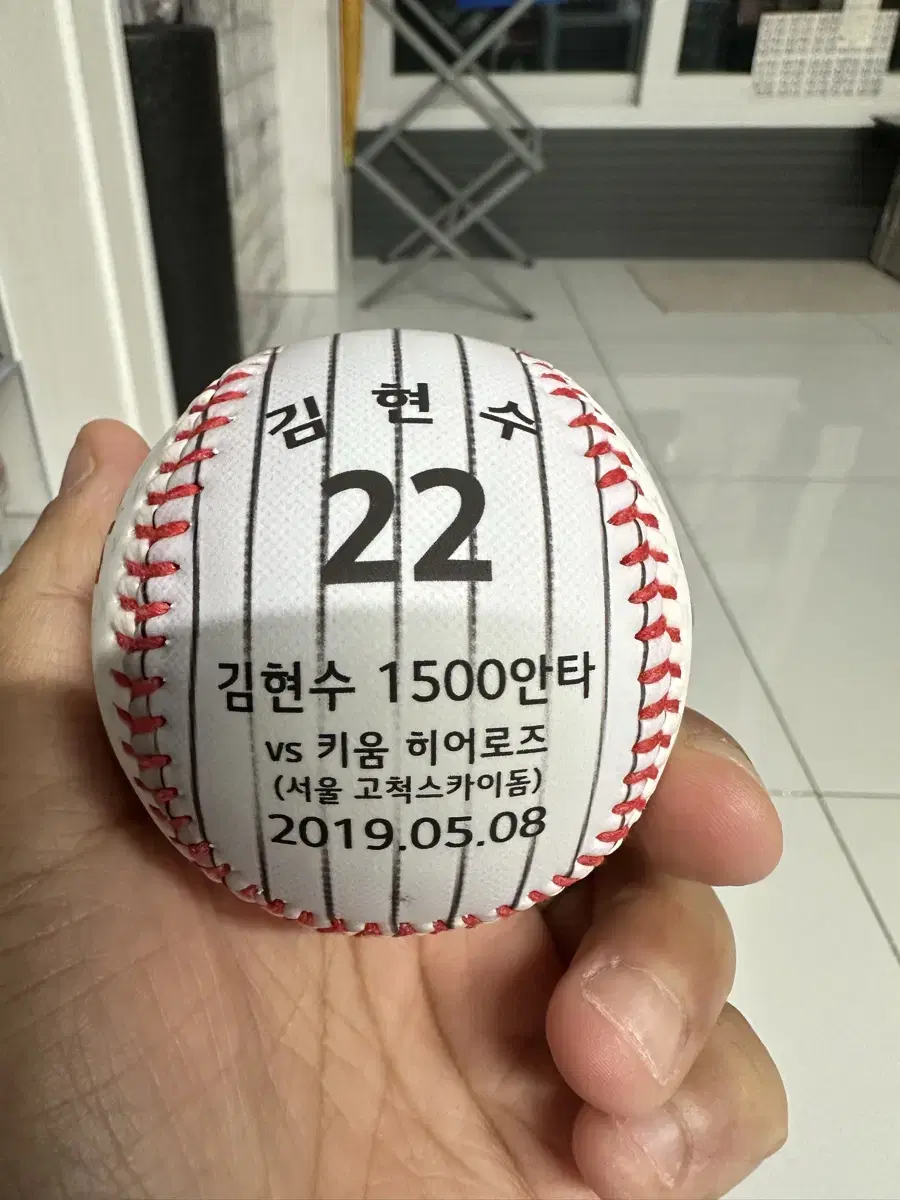 김현수
22
김현수 1500안타
vs 키움 히어로즈
(서울 고척스카이돔)
2019.05.08